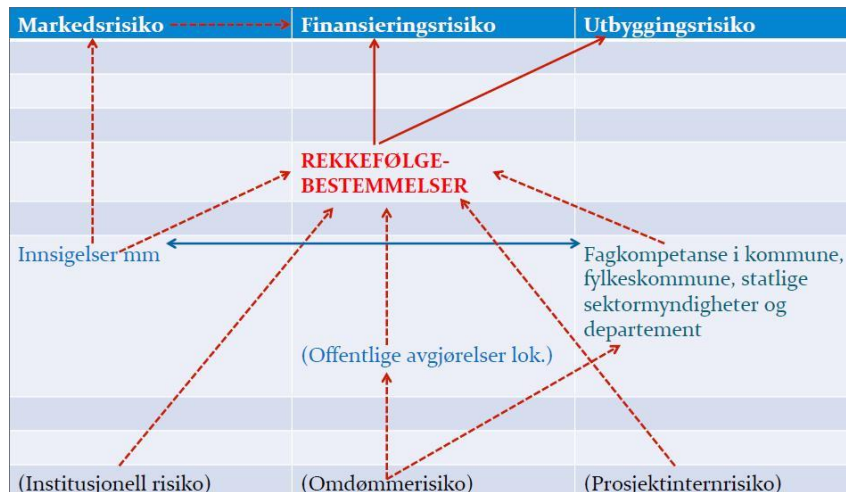 Markedsrisiko
Finansieringsrisiko
Utbyggingsrisiko
REKKEFØLGE-
BESTEMMELSER
Innsigelser mm
Fagkompetanse i kommune,
fylkeskommune, statlige
sektormyndigheter og
departement
(Offentlige avgjørelser lok.)
(Institusjonell risiko)
(Omdømmerisiko)
(Prosjektinternrisiko)